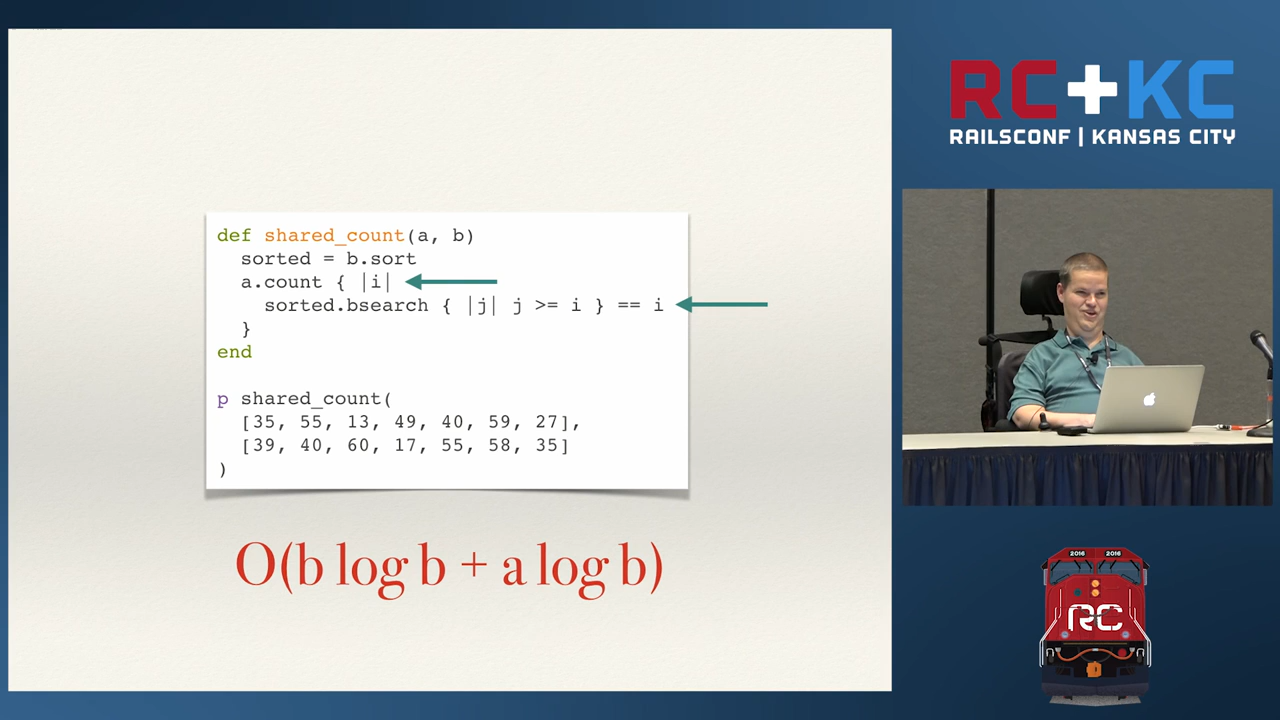 def shared_count(a, b)
  sorted = b.sort
  a.count { |i|
    sorted.bsearch { |j| j >= i } == i
  }
end
p shared_count(
  [35, 55, 13, 49, 40, 59, 27],
  [39, 40, 60, 17, 55, 58, 35]
)
O(b log b + a log b)
RC+KC
RAILSCONF | KANSAS CITY
2016 2016
RC